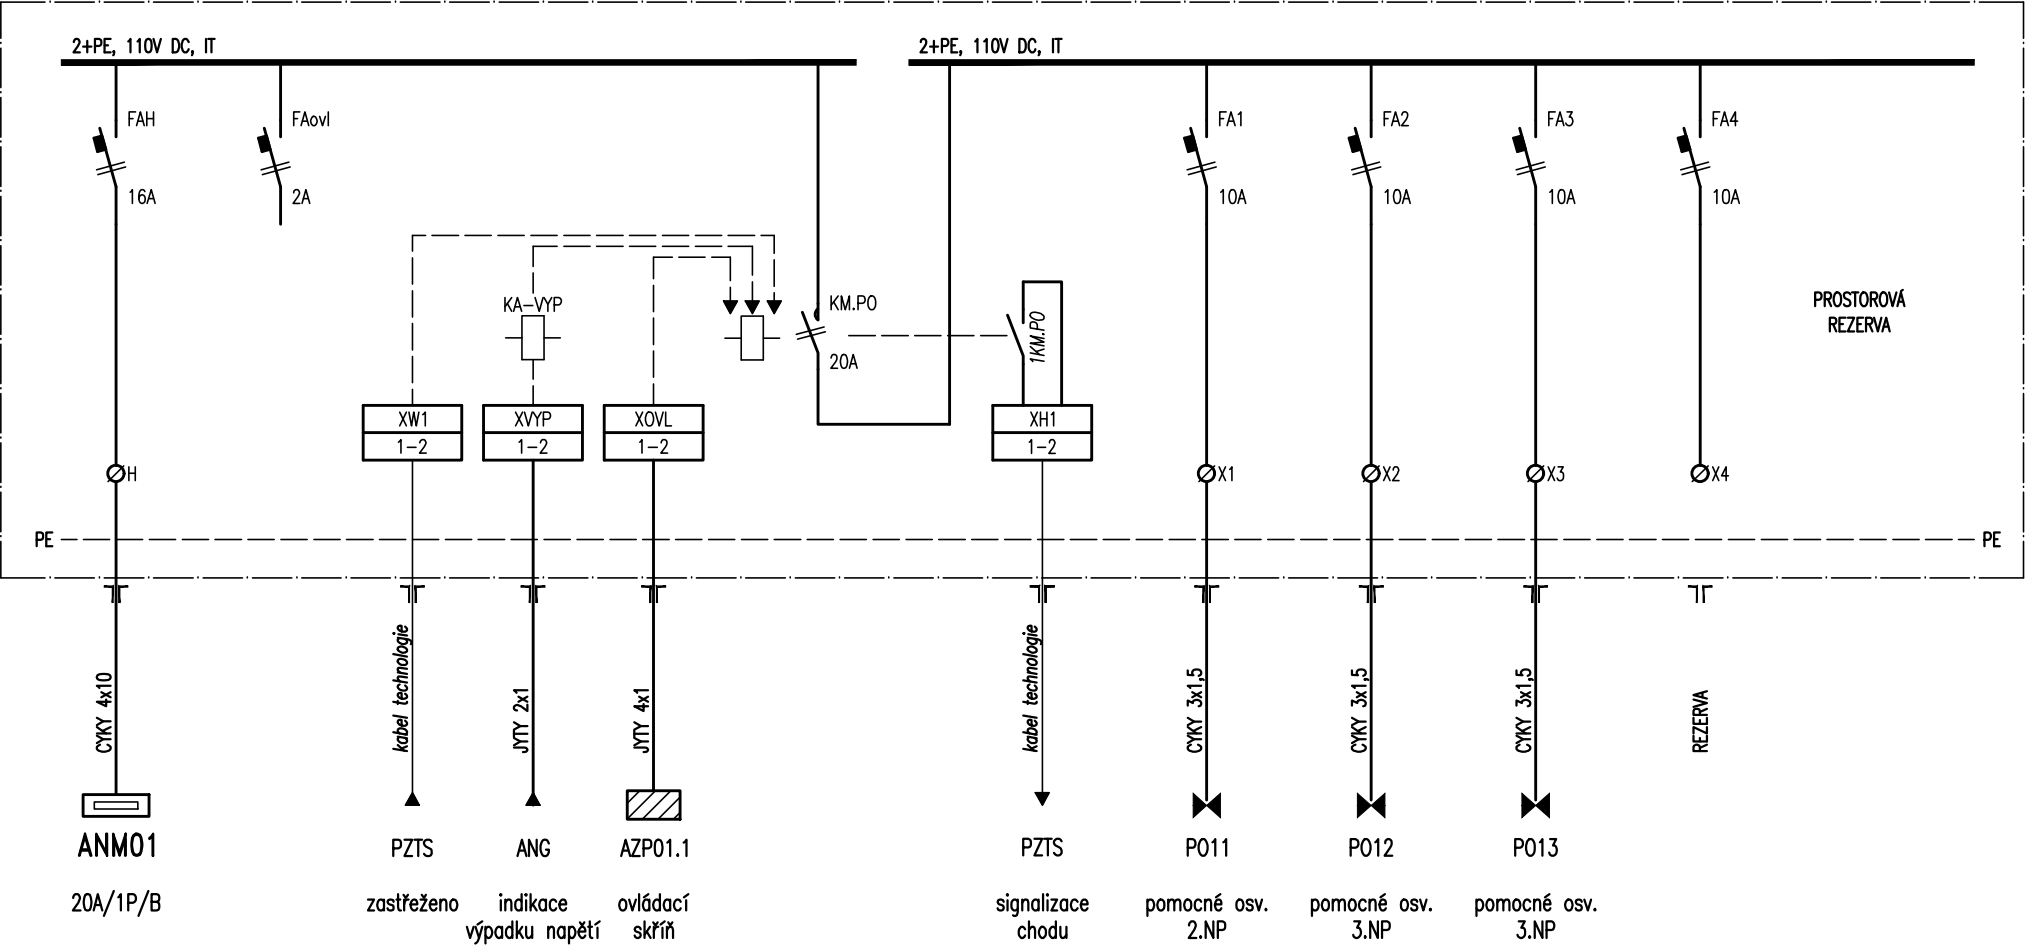 2+PE, 110V DC, IT
2+PE, 110V DC, IT
FAH
FAovl
FA1
FA2
FA3
FA4
16A
2A
10A
10A
10A
10A
KA-VYP
KM.PO
20A
1KM.PO
PROSTOROVÁ
REZERVA
XW1
1-2
XVYP
1-2
XOVL
1-2
XH1
1-2
H
X1
X2
X3
X4
PE
PE
CYKY 4x10
kabel technologie
JYTY 2x1
JYTY 4x1
kabel technologie
CYKY 3x1,5
CYKY 3x1,5
CYKY 3x1,5
REZERVA
ANM01
20A/1P/B
PZTS
zastřeženo
ANG
indikace
výpadku napětí
AZP01.1
ovládací
skříň
PZTS
signalizace
chodu
PO11
pomocné osv.
2.NP
PO12
pomocné osv.
3.NP
PO13
pomocné osv.
3.NP